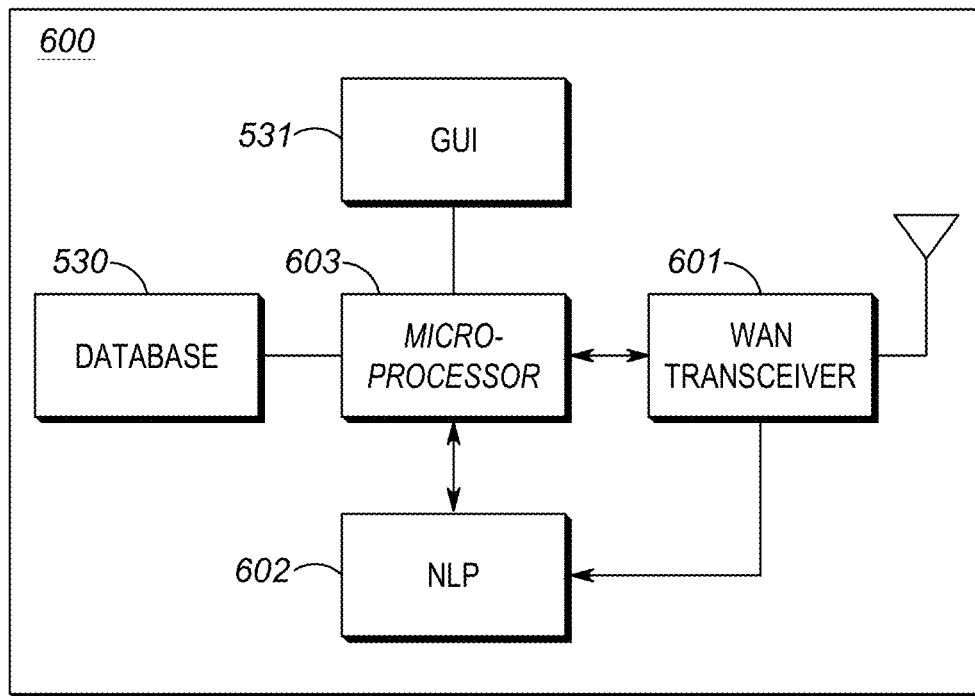 600
531
GUI
530
603
601
DATABASE
MICRO-
PROCESSOR
WAN
TRANSCEIVER
602
NLP